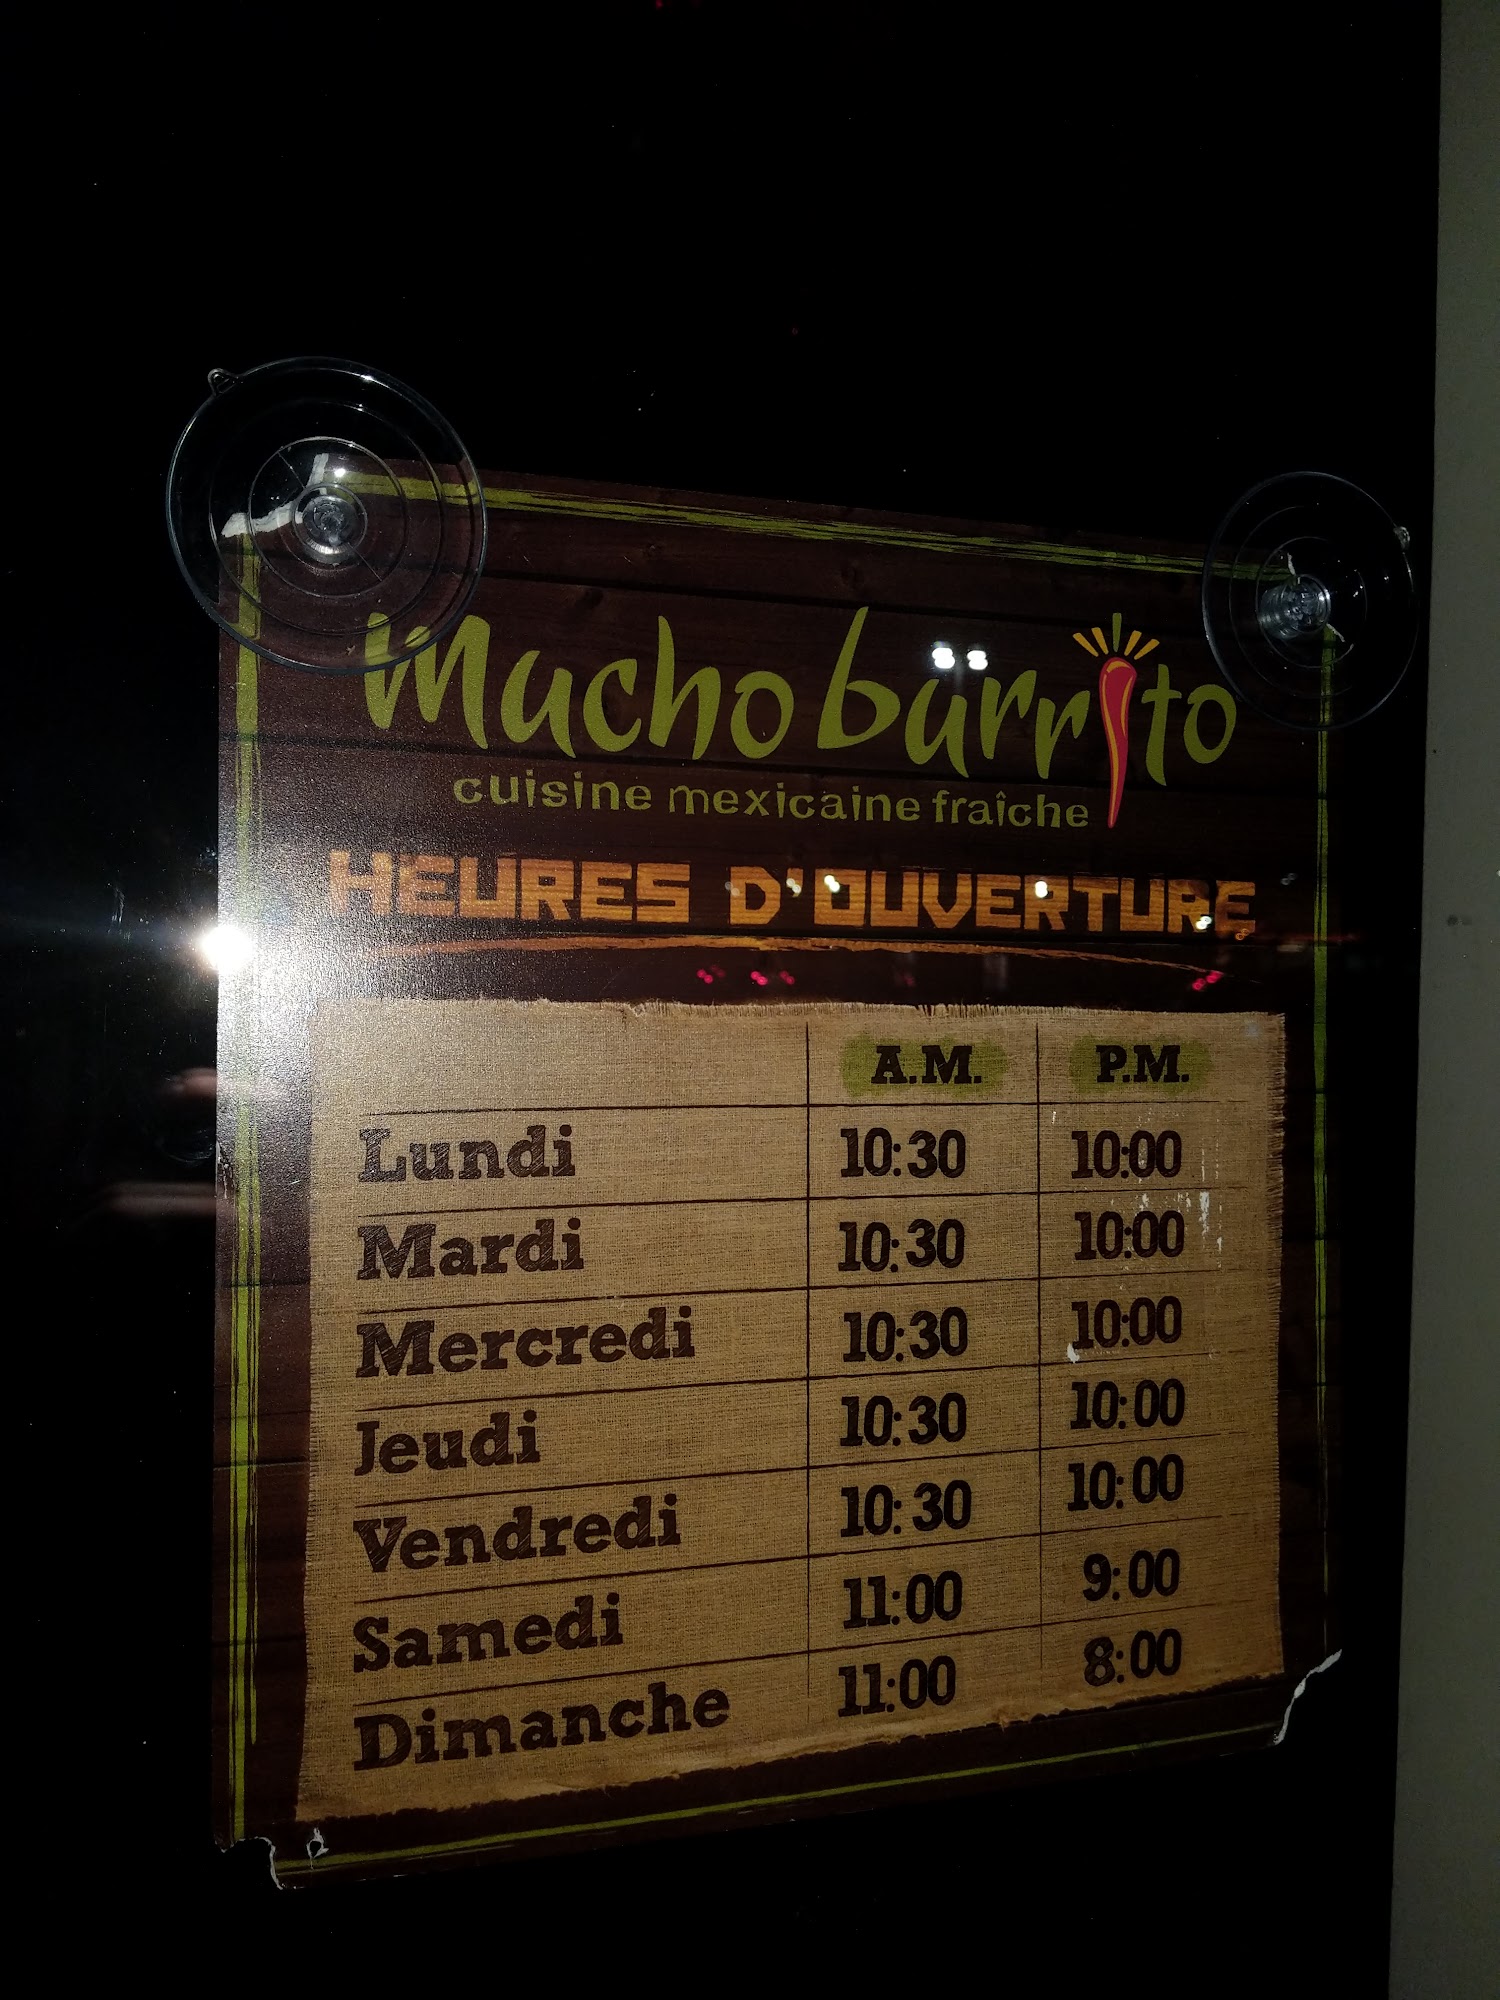 mucho burrito
cuisine mexicaine fraîche
HEURES D'OUVERTURE
A.M. P.M.
Lundi 10:30 10:00
Mardi 10:30 10:00
Mercredi 10:30 10:00
Jeudi 10:30 10:00
Vendredi 10:30 10:00
Samedi 11:00 9:00
Dimanche 11:00 8:00